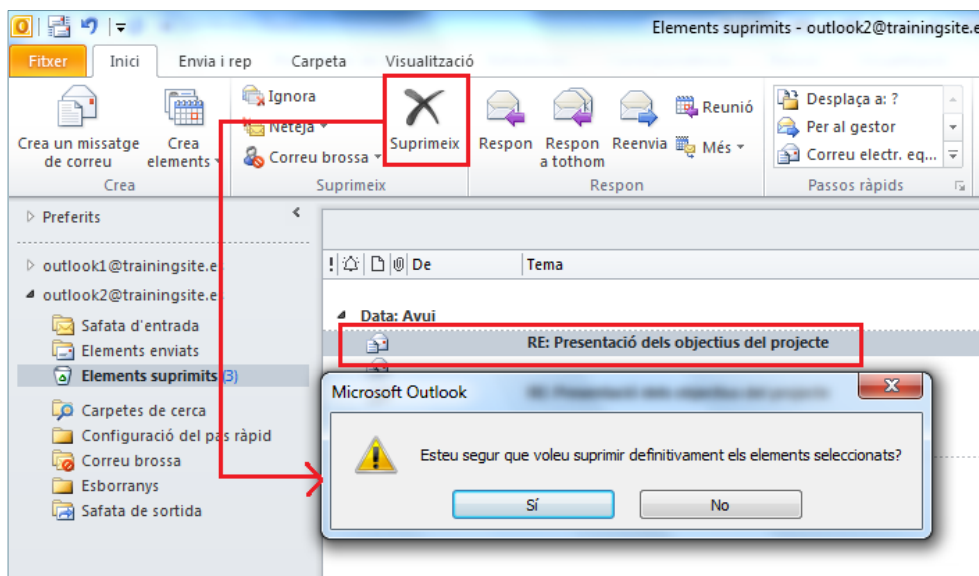 Elements suprimits - outlook2@trainingsite.e
Fitxer Inici Envia i rep Carpeta Visualització
Crea un missatge de correu
Crea elements
Crea
Ignora
Neteja
Correu brossa
Suprimeix
Suprimeix
Respon
Respon a tothom
Reenvia
Reunió
Més
Respon
Desplaça a: ?
Per al gestor
Correu electr. eq...
Passos ràpids
Preferits
outlook1@trainingsite.e
outlook2@trainingsite.e
Safata d'entrada
Elements enviats
Elements suprimits (3)
Carpetes de cerca
Configuració del pas ràpid
Correu brossa
Esborranys
Safata de sortida
! De Tema
Data: Avui
RE: Presentació dels objectius del projecte
Microsoft Outlook
Esteu segur que voleu suprimir definitivament els elements seleccionats?
Sí No